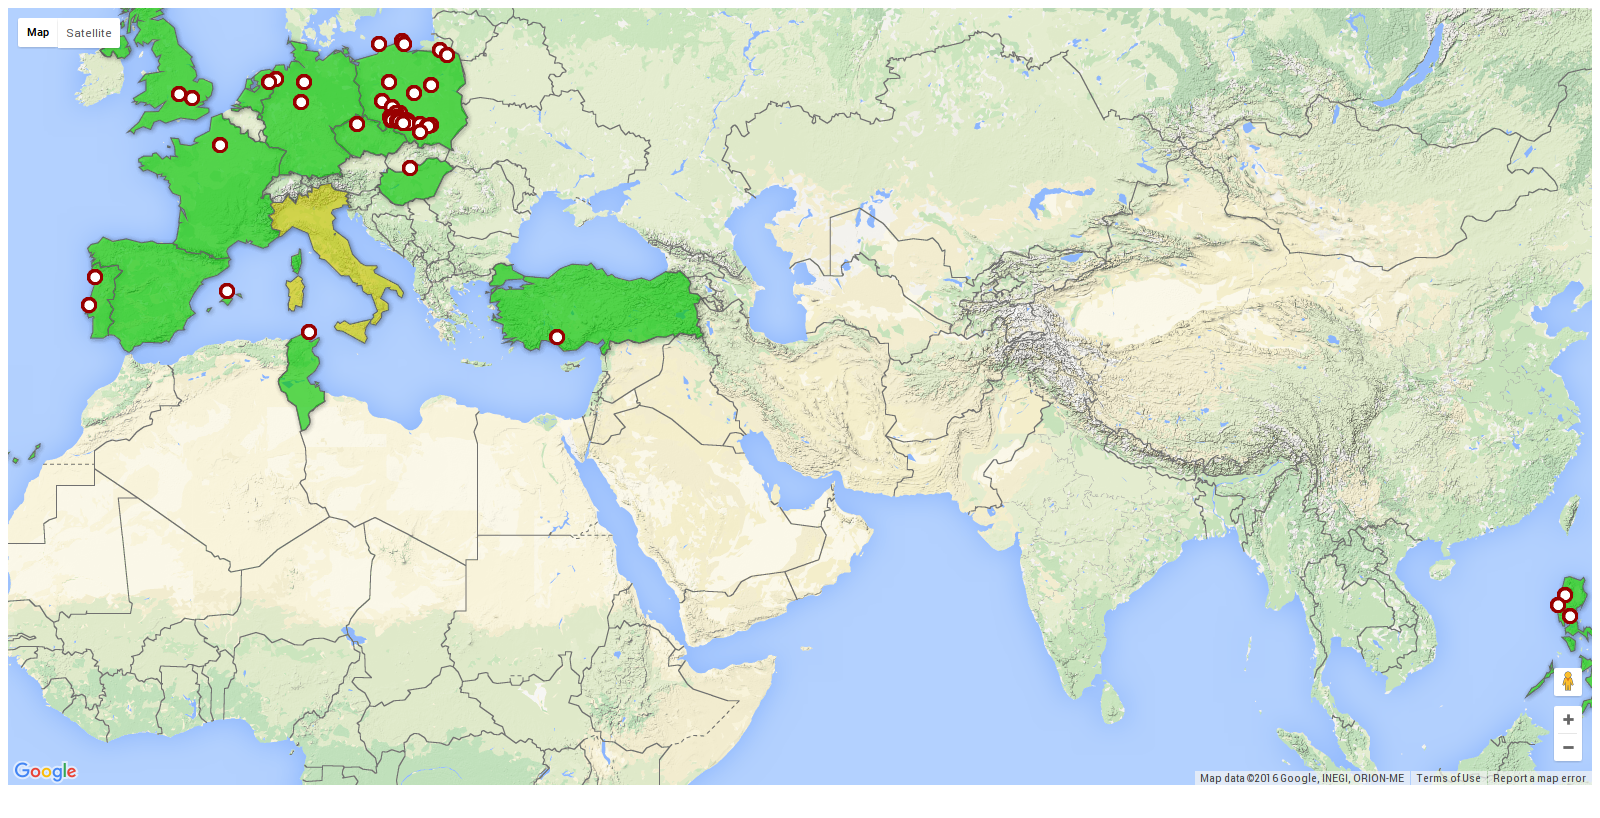 Map
Satellite
Google
Map data ©2016 Google, INEGI, ORION-ME
Terms of Use
Report a map error